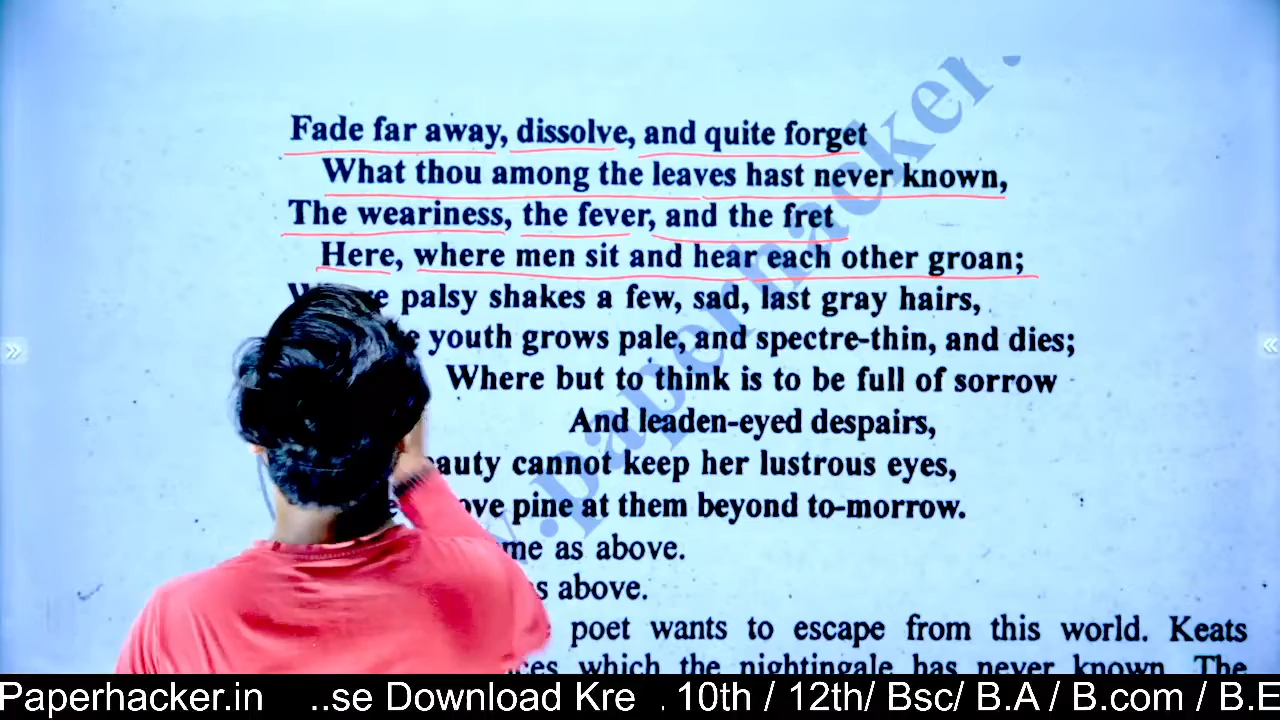 Fade far away, dissolve, and quite forget
What thou among the leaves hast never known,
The weariness, the fever, and the fret
Here, where men sit and hear each other groan;
palsy shakes a few, sad, last gray hairs,
youth grows pale, and spectre-thin, and dies;
Where but to think is to be full of sorrow
And leaden-eyed despairs,
cannot keep her lustrous eyes,
pine at them beyond to-morrow.
as above.
above.
poet wants to escape from this world. Keats
which the nightingale has never known. The
.paperhacker.
Paperhacker.in ..se Download Kre . 10th / 12th/ Bsc/ B.A / B.com / B.E